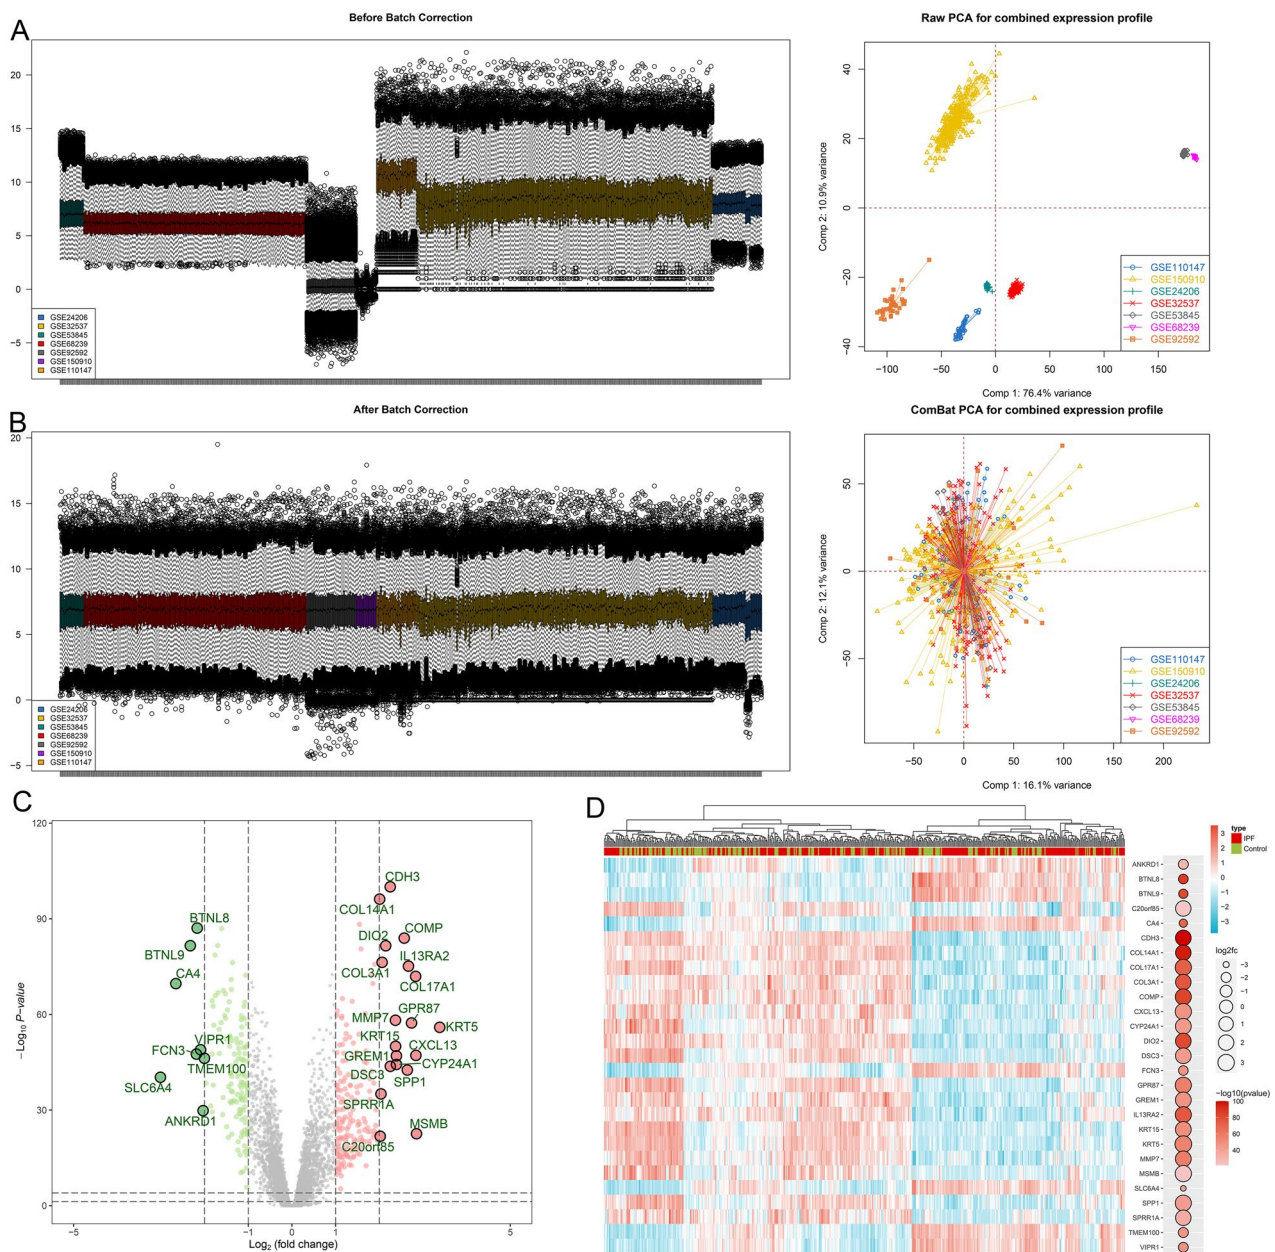 A
Before Batch Correction
20
15
10
5
0
−5
GSE24206
GSE32537
GSE53845
GSE68239
GSE92592
GSE150910
GSE110147
Raw PCA for combined expression profile
Comp 2: 10.9% variance
40
20
0
−20
−40
−100
−50
0
50
100
150
Comp 1: 76.4% variance
GSE110147
GSE150910
GSE24206
GSE32537
GSE53845
GSE68239
GSE92592
B
After Batch Correction
20
15
10
5
0
−5
GSE24206
GSE32537
GSE53845
GSE68239
GSE92592
GSE150910
GSE110147
ComBat PCA for combined expression profile
Comp 2: 12.1% variance
50
0
−50
−50
0
50
100
150
200
Comp 1: 16.1% variance
GSE110147
GSE150910
GSE24206
GSE32537
GSE53845
GSE68239
GSE92592
C
−Log10 P−value
120
90
60
30
0
−5
−1
0
1
5
Log2 (fold change)
CDH3
COL14A1
BTNL8
DIO2
COMP
BTNL9
IL13RA2
COL3A1
CA4
COL17A1
GPR87
MMP7
KRT5
KRT15
VIPR1
CXCL13
FCN3
GREM1
CYP24A1
TMEM100
DSC3
SPP1
SLC6A4
SPRR1A
ANKRD1
MSMB
C20orf85
D
ANKRD1
BTNL8
BTNL9
C20orf85
CA4
CDH3
COL14A1
COL17A1
COL3A1
COMP
CXCL13
CYP24A1
DIO2
DSC3
FCN3
GPR87
GREM1
IL13RA2
KRT15
KRT5
MMP7
MSMB
SLC6A4
SPP1
SPRR1A
TMEM100
VIPR1
3
2
1
0
−1
−2
−3
type
IPF
Control
log2fc
−3
−2
−1
0
1
2
3
−log10(pvalue)
100
80
60
40